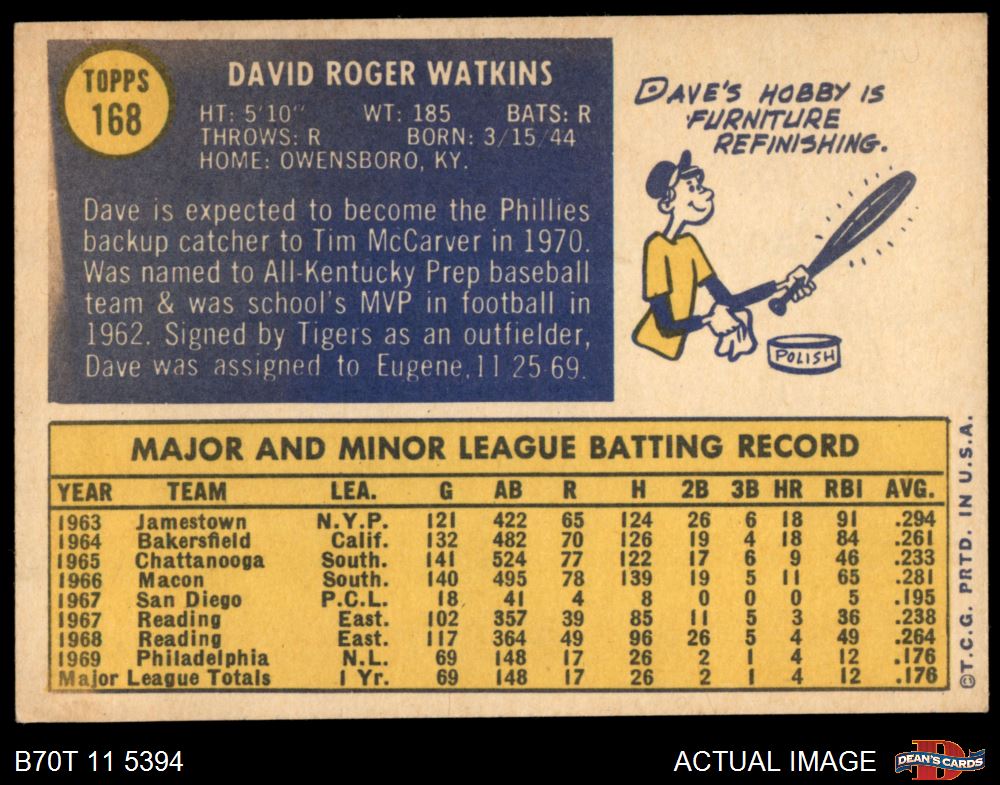 TOPPS
168
DAVID ROGER WATKINS
HT: 5'10" WT: 185 BATS: R
THROWS: R BORN: 3/15/44
HOME: OWENSBORO, KY.
Dave is expected to become the Phillies
backup catcher to Tim McCarver in 1970.
Was named to All-Kentucky Prep baseball
team & was school's MVP in football in
1962. Signed by Tigers as an outfielder,
Dave was assigned to Eugene, 11-25-69.
DAVE'S HOBBY IS
FURNITURE
REFINISHING.
POLISH
MAJOR AND MINOR LEAGUE BATTING RECORD
YEAR TEAM LEA. G AB R H 2B 3B HR RBI AVG.
1963 Jamestown N.Y.P. 121 422 65 124 26 6 18 91 .294
1964 Bakersfield Calif. 132 482 70 126 19 4 18 84 .261
1965 Chattanooga South. 141 524 77 122 17 6 9 46 .233
1966 Macon South. 140 495 78 139 19 5 11 65 .281
1967 San Diego P.C.L. 18 41 4 8 0 0 0 5 .195
1967 Reading East. 102 357 39 85 11 5 3 36 .238
1968 Reading East. 117 364 49 96 26 5 4 49 .264
1969 Philadelphia N.L. 69 148 17 26 2 1 4 12 .176
Major League Totals 1 Yr. 69 148 17 26 2 1 4 12 .176
©T.C.G. PRTD. IN U.S.A.
B70T 11 5394
ACTUAL IMAGE
D
DEAN'S CARDS